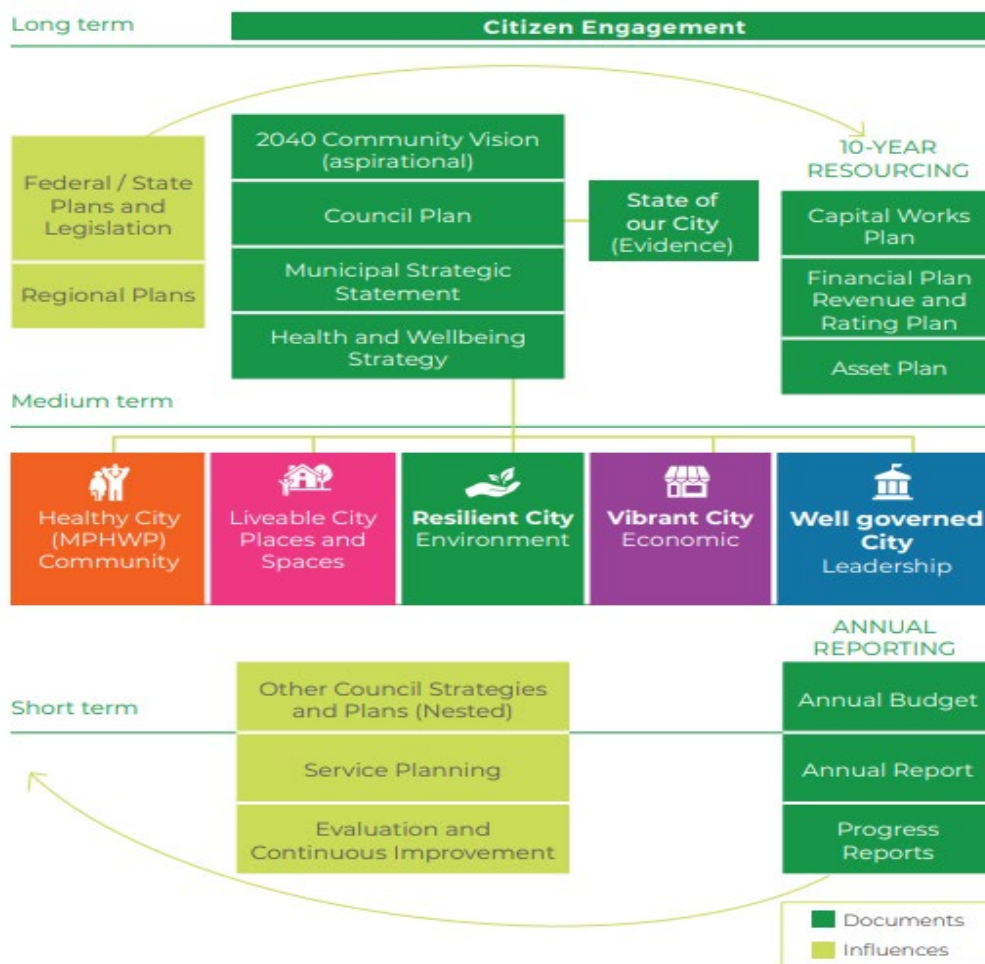 Long term
Citizen Engagement
Federal / State
Plans and
Legislation
Regional Plans
2040 Community Vision
(aspirational)
Council Plan
Municipal Strategic
Statement
Health and Wellbeing
Strategy
State of
our City
(Evidence)
10-YEAR
RESOURCING
Capital Works
Plan
Financial Plan
Revenue and
Rating Plan
Asset Plan
Medium term
Healthy City
(MPHWP)
Community
Liveable City
Places and
Spaces
Resilient City
Environment
Vibrant City
Economic
Well governed
City
Leadership
Short term
Other Council Strategies
and Plans (Nested)
Service Planning
Evaluation and
Continuous Improvement
ANNUAL
REPORTING
Annual Budget
Annual Report
Progress
Reports
Documents
Influences